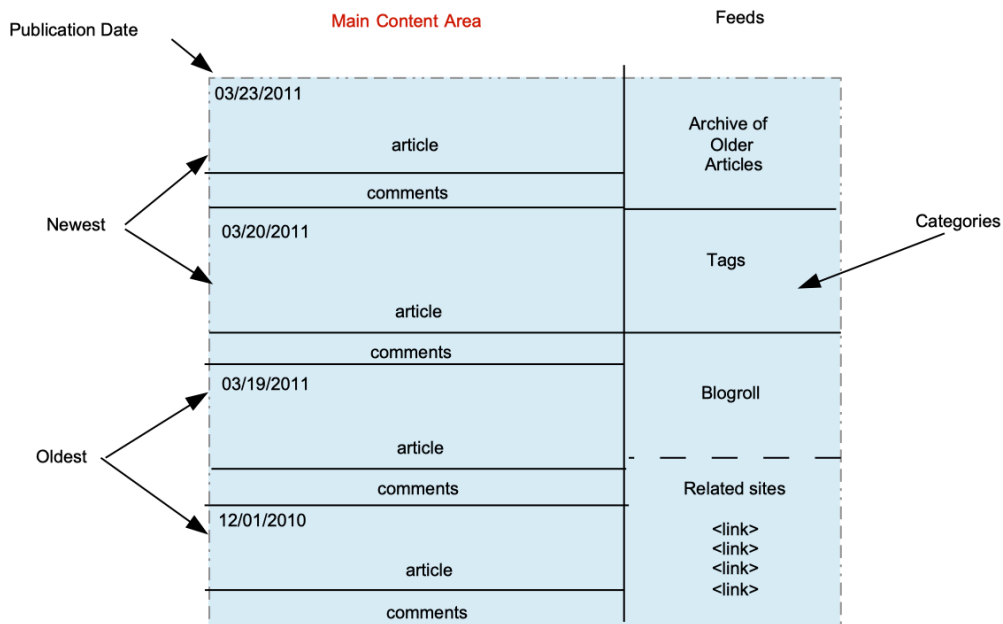 Publication Date
Main Content Area
Feeds
03/23/2011
article
comments
Newest
03/20/2011
article
comments
03/19/2011
article
Oldest
comments
12/01/2010
article
comments
Archive of
Older
Articles
Tags
Categories
Blogroll
Related sites
<link>
<link>
<link>
<link>